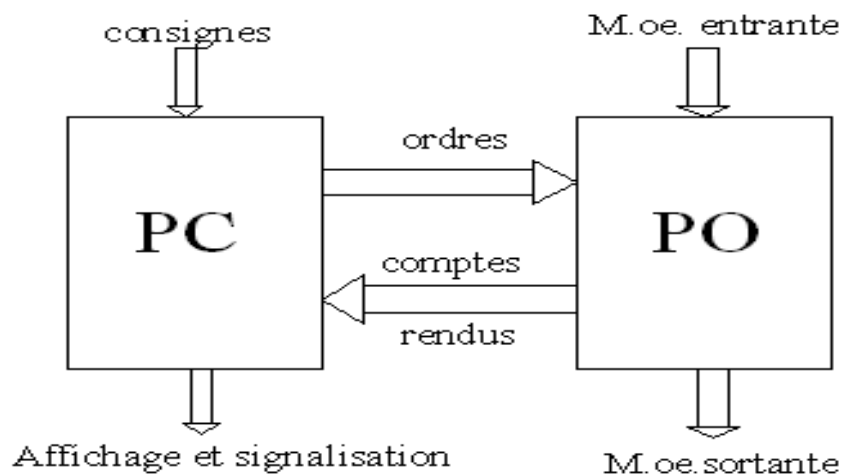 consignes
M.oe. entrante
ordres
PC
PO
comptes
rendus
Affichage et signalisation
M.oe.sortante